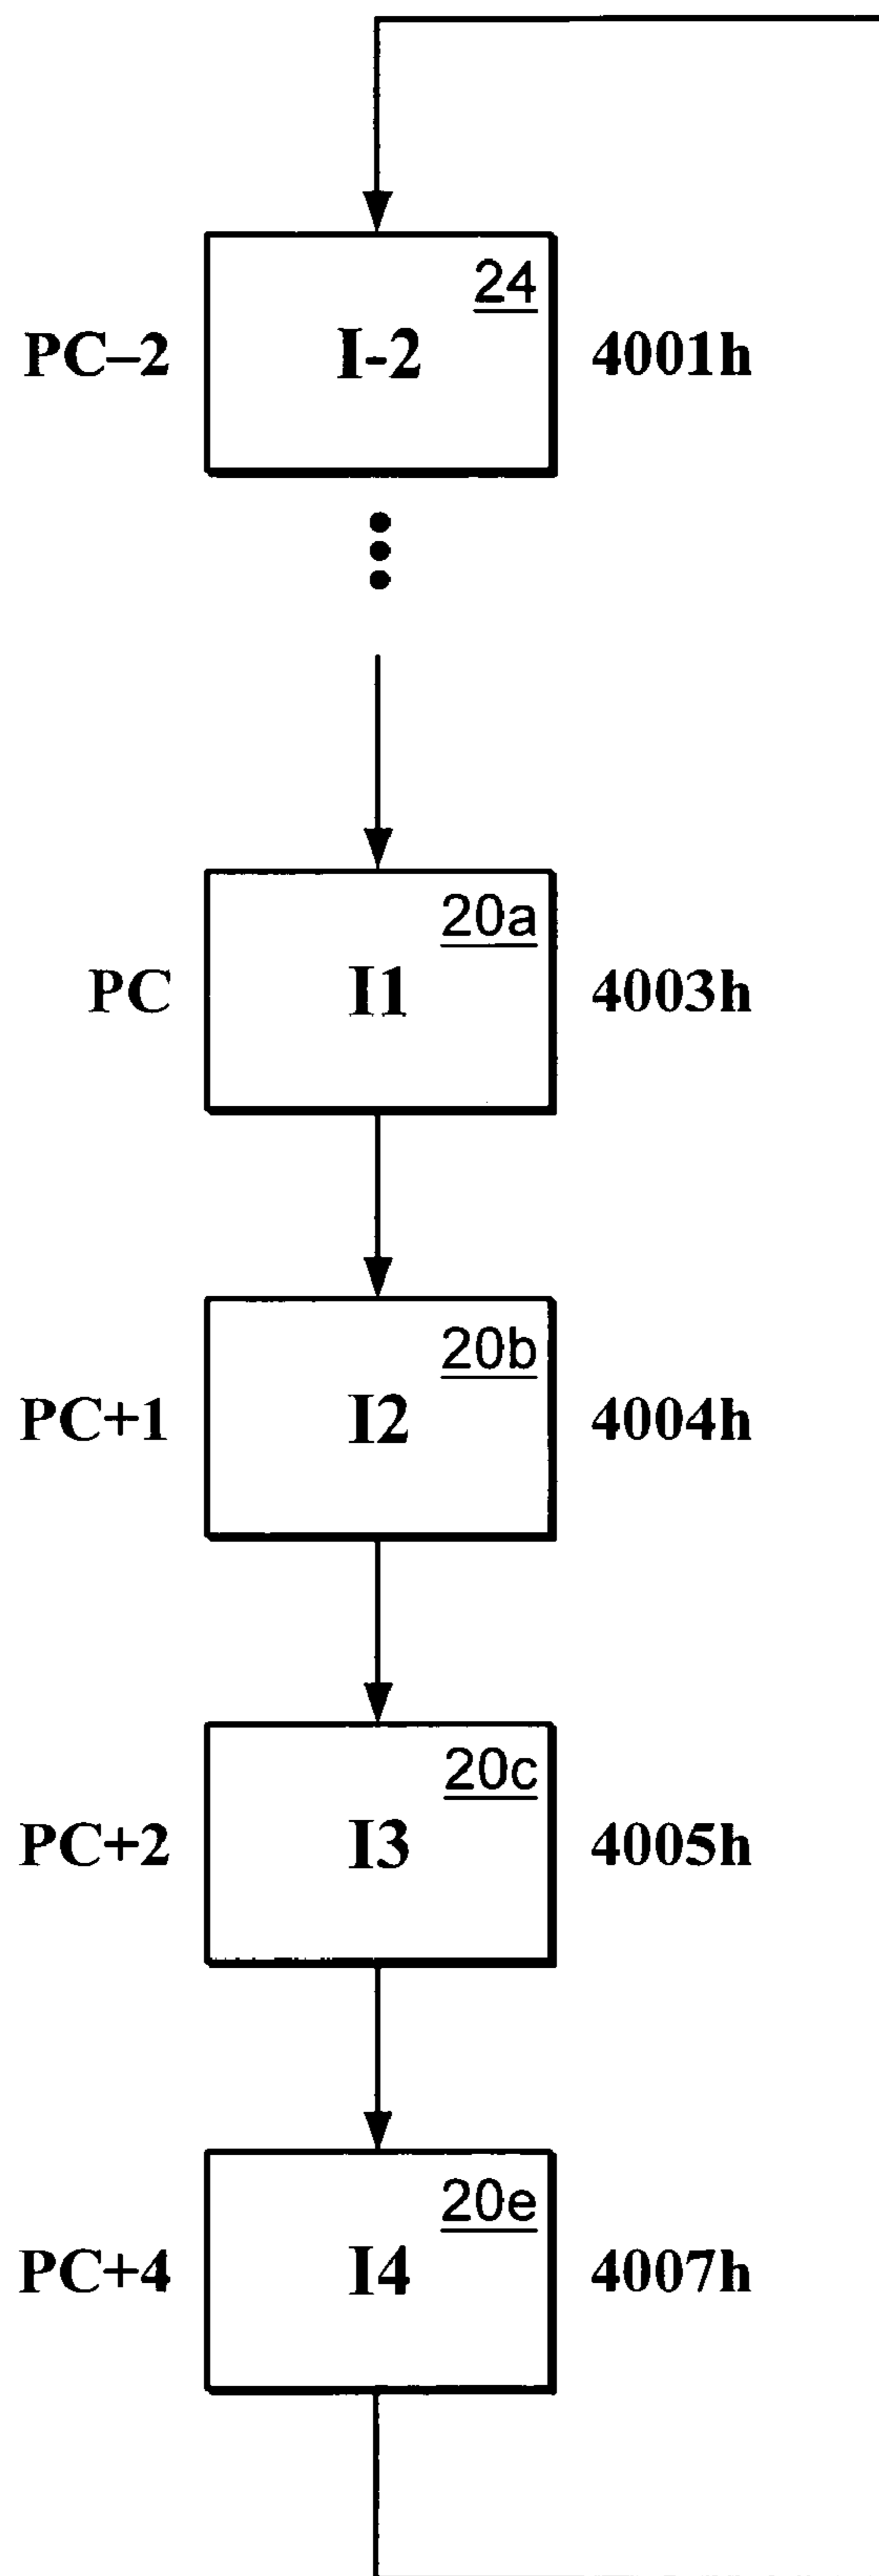 24
PC–2 I-2 4001h
20a
PC I1 4003h
20b
PC+1 I2 4004h
20c
PC+2 I3 4005h
20e
PC+4 I4 4007h